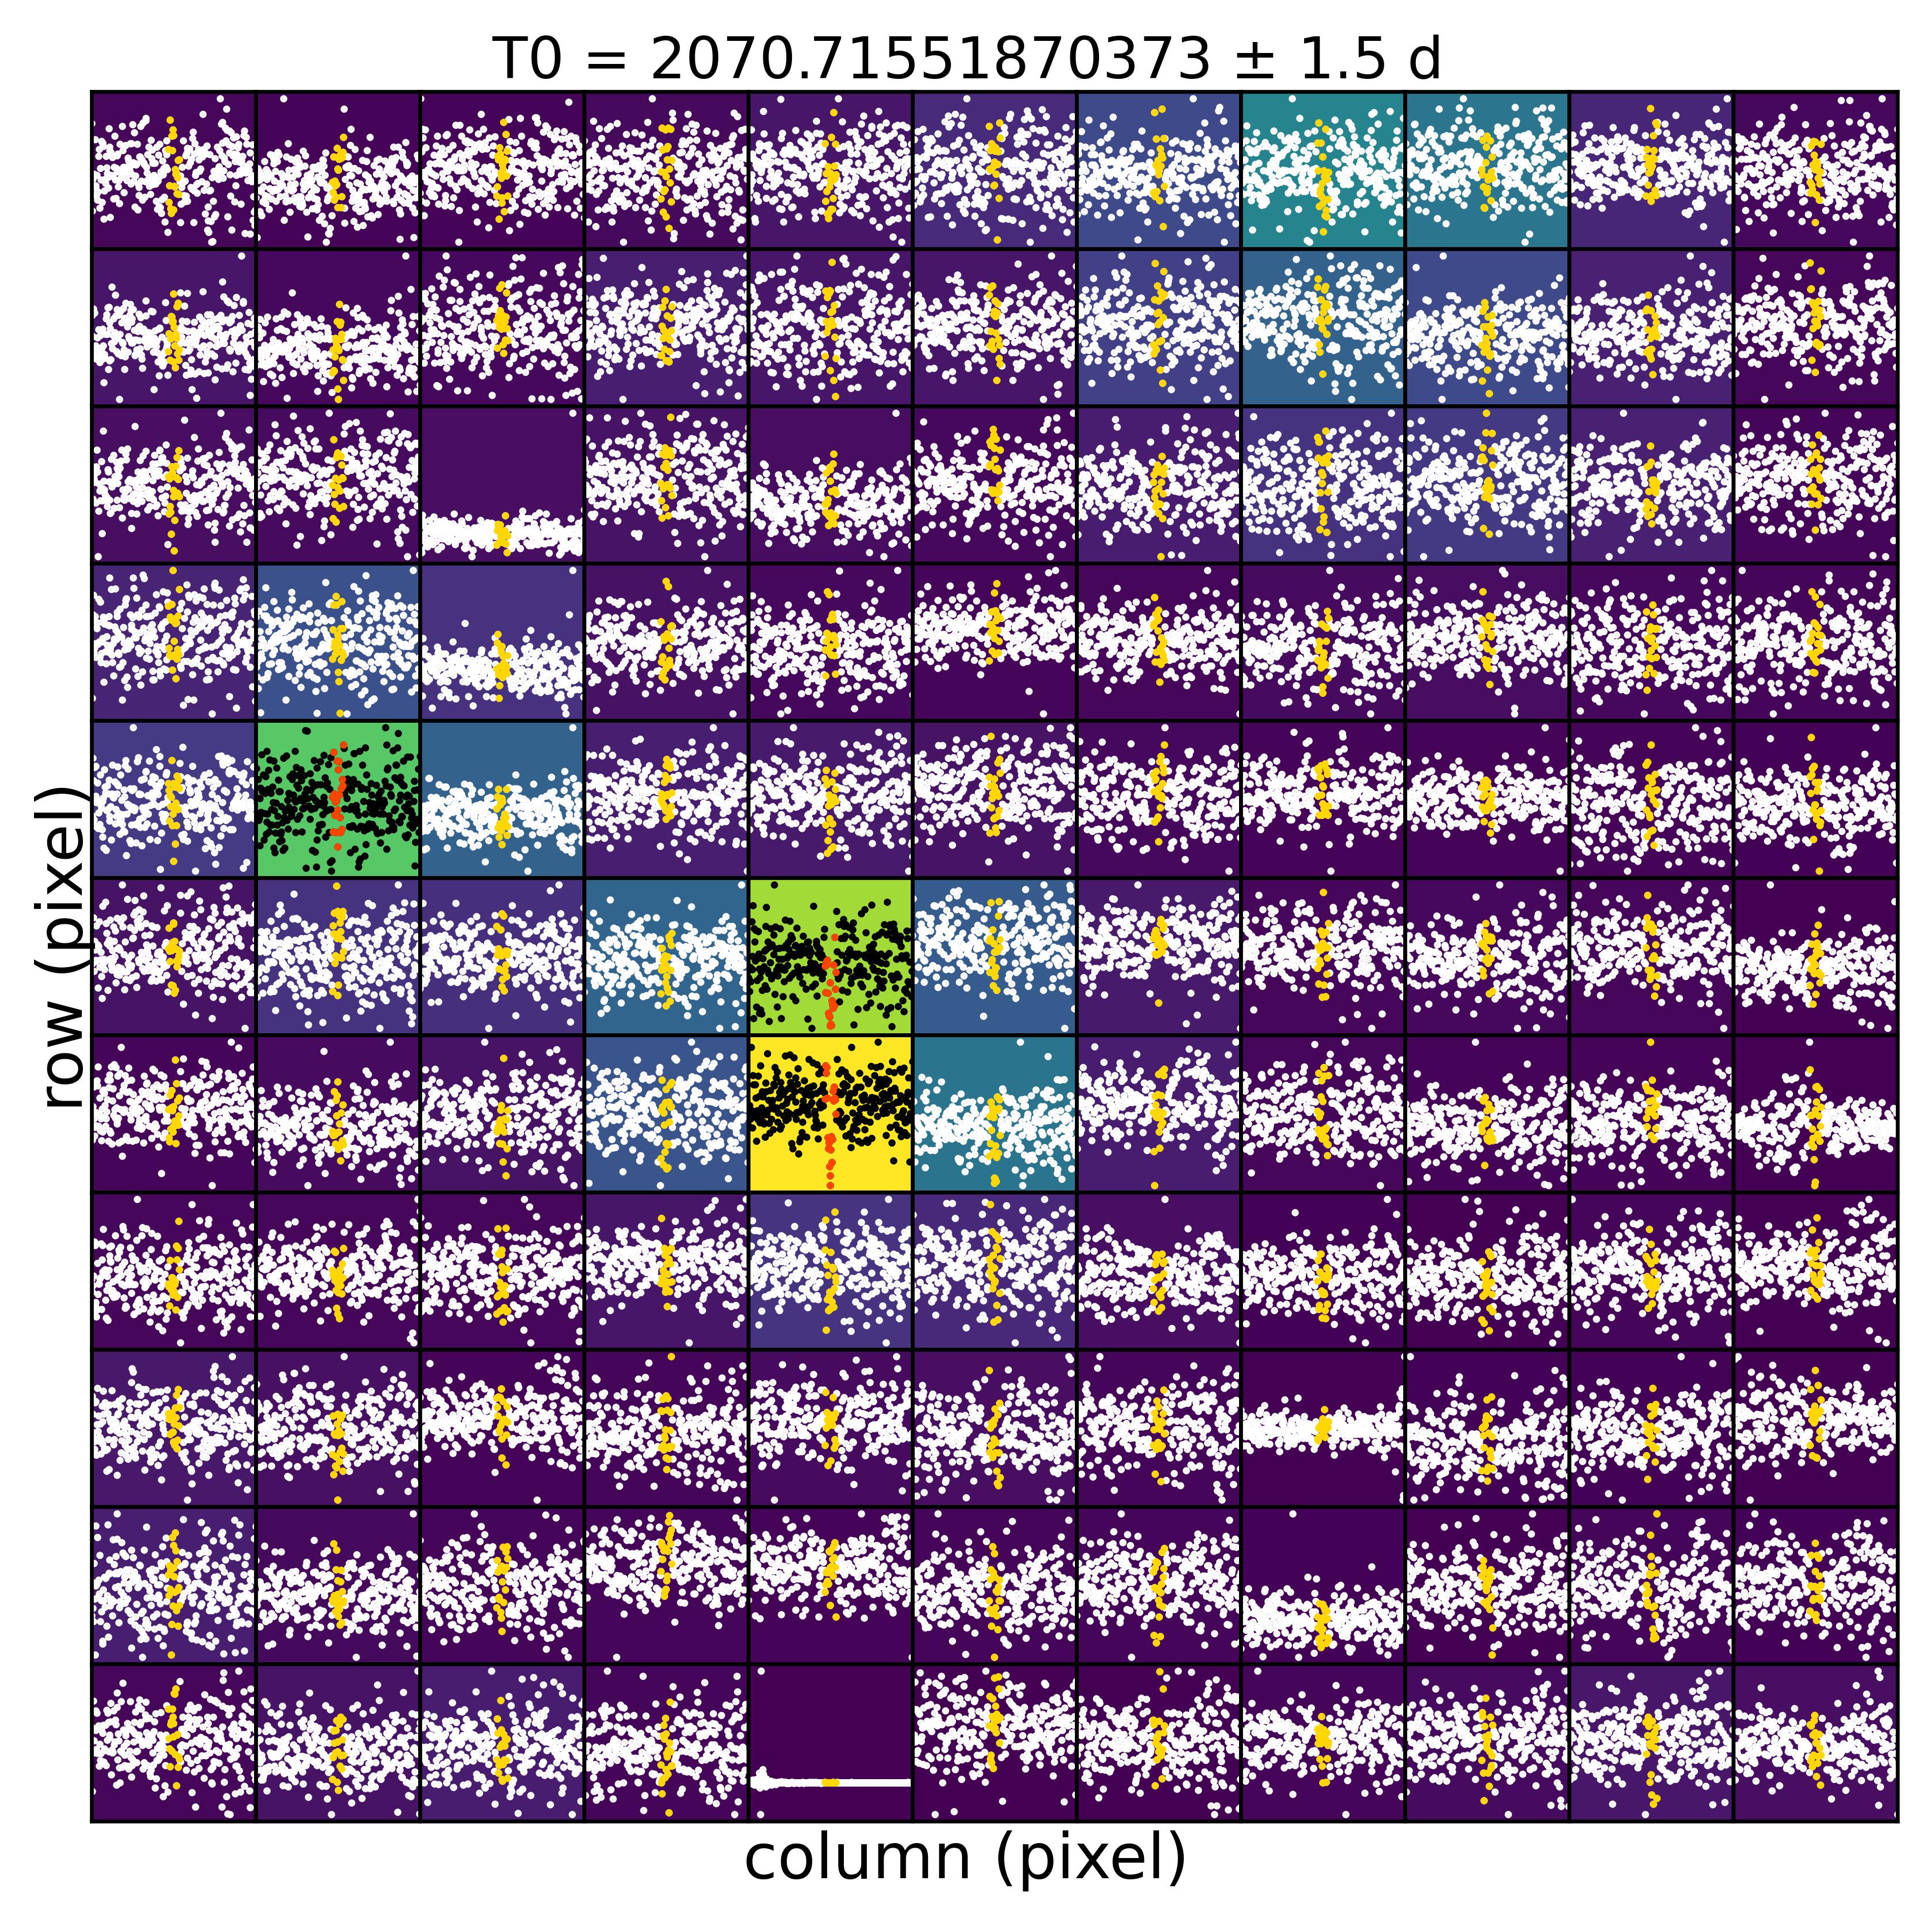 T0 = 2070.71551870373 ± 1.5 d
row (pixel)
column (pixel)